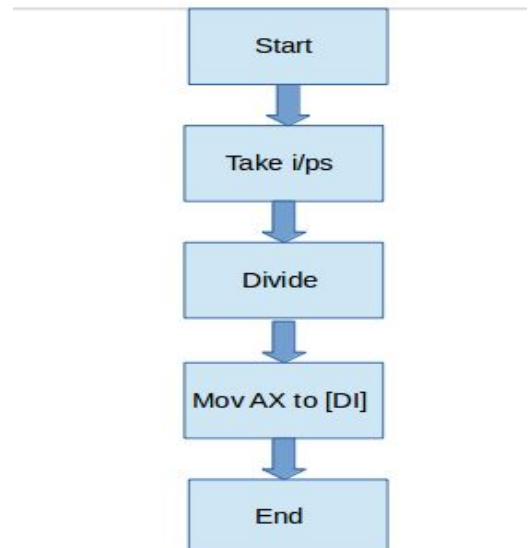 Start
Take i/ps
Divide
Mov AX to [DI]
End